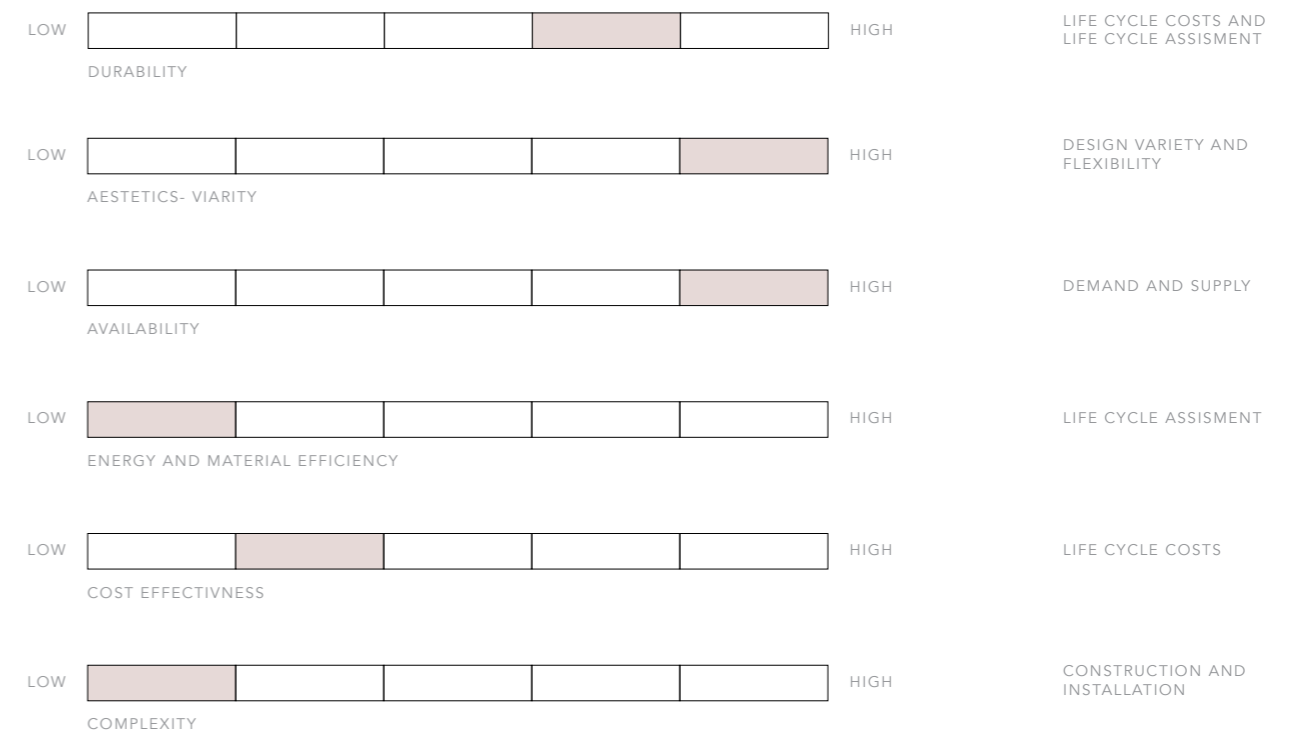 LOW
HIGH
LIFE CYCLE COSTS AND
LIFE CYCLE ASSISMENT
DURABILITY
LOW
HIGH
DESIGN VARIETY AND
FLEXIBILITY
AESTETICS- VIARITY
LOW
HIGH
DEMAND AND SUPPLY
AVAILABILITY
LOW
HIGH
LIFE CYCLE ASSISMENT
ENERGY AND MATERIAL EFFICIENCY
LOW
HIGH
LIFE CYCLE COSTS
COST EFFECTIVNESS
LOW
HIGH
CONSTRUCTION AND
INSTALLATION
COMPLEXITY